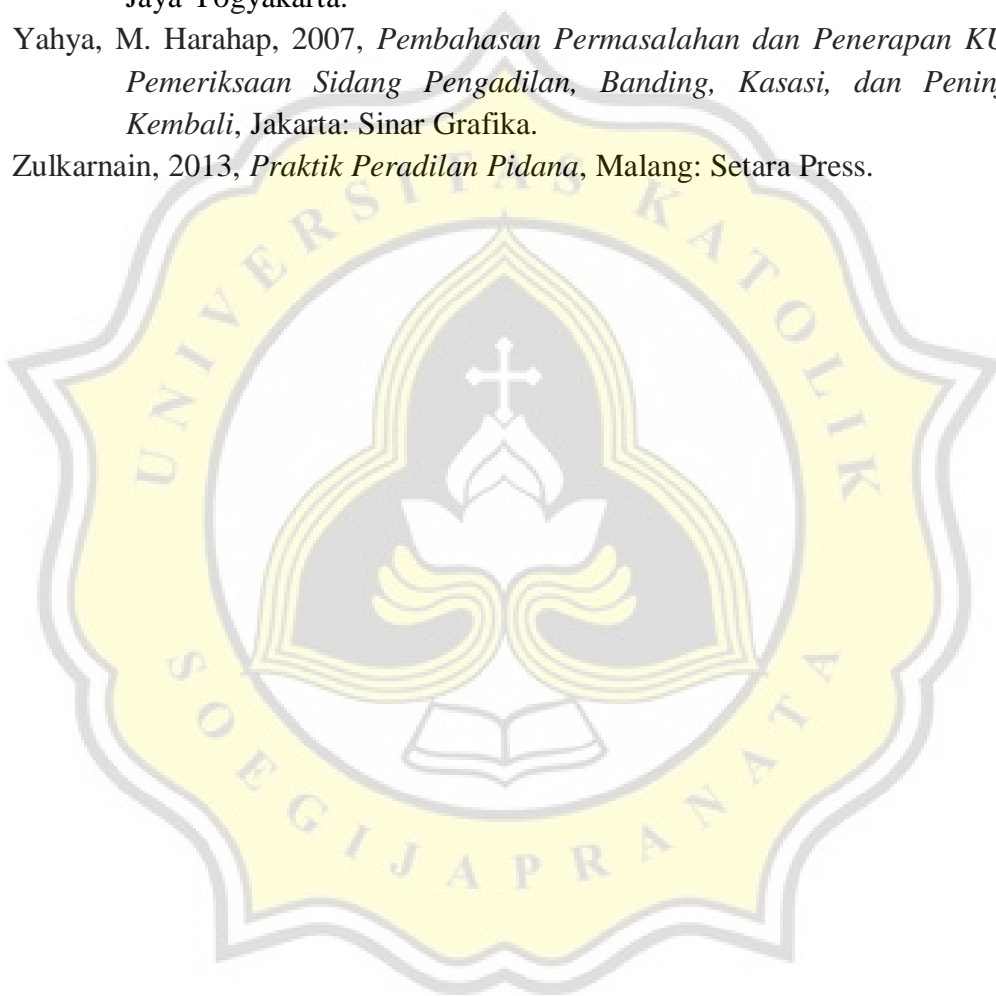 Jaya Yogyakarta.
Yahya, M. Harahap, 2007, Pembahasan Permasalahan dan Penerapan
Pemeriksaan Sidang Pengadilan, Banding, Kasasi, dan
Kembali, Jakarta: Sinar Grafika.
Zulkarnain, 2013, Praktik Peradilan Pidana, Malang: Setara Press.
UNIVERSITAS KATOLIK
SOEGIJAPRANATA